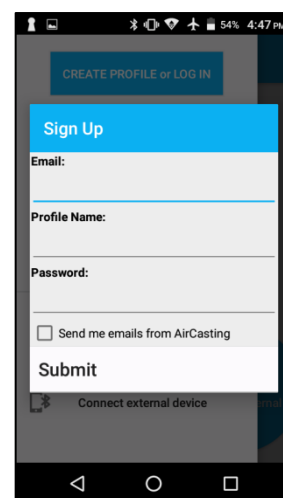 54% 4:47 PM
CREATE PROFILE or LOG IN
Sign Up
Email:
Profile Name:
Password:
Send me emails from AirCasting
Submit
Connect external device